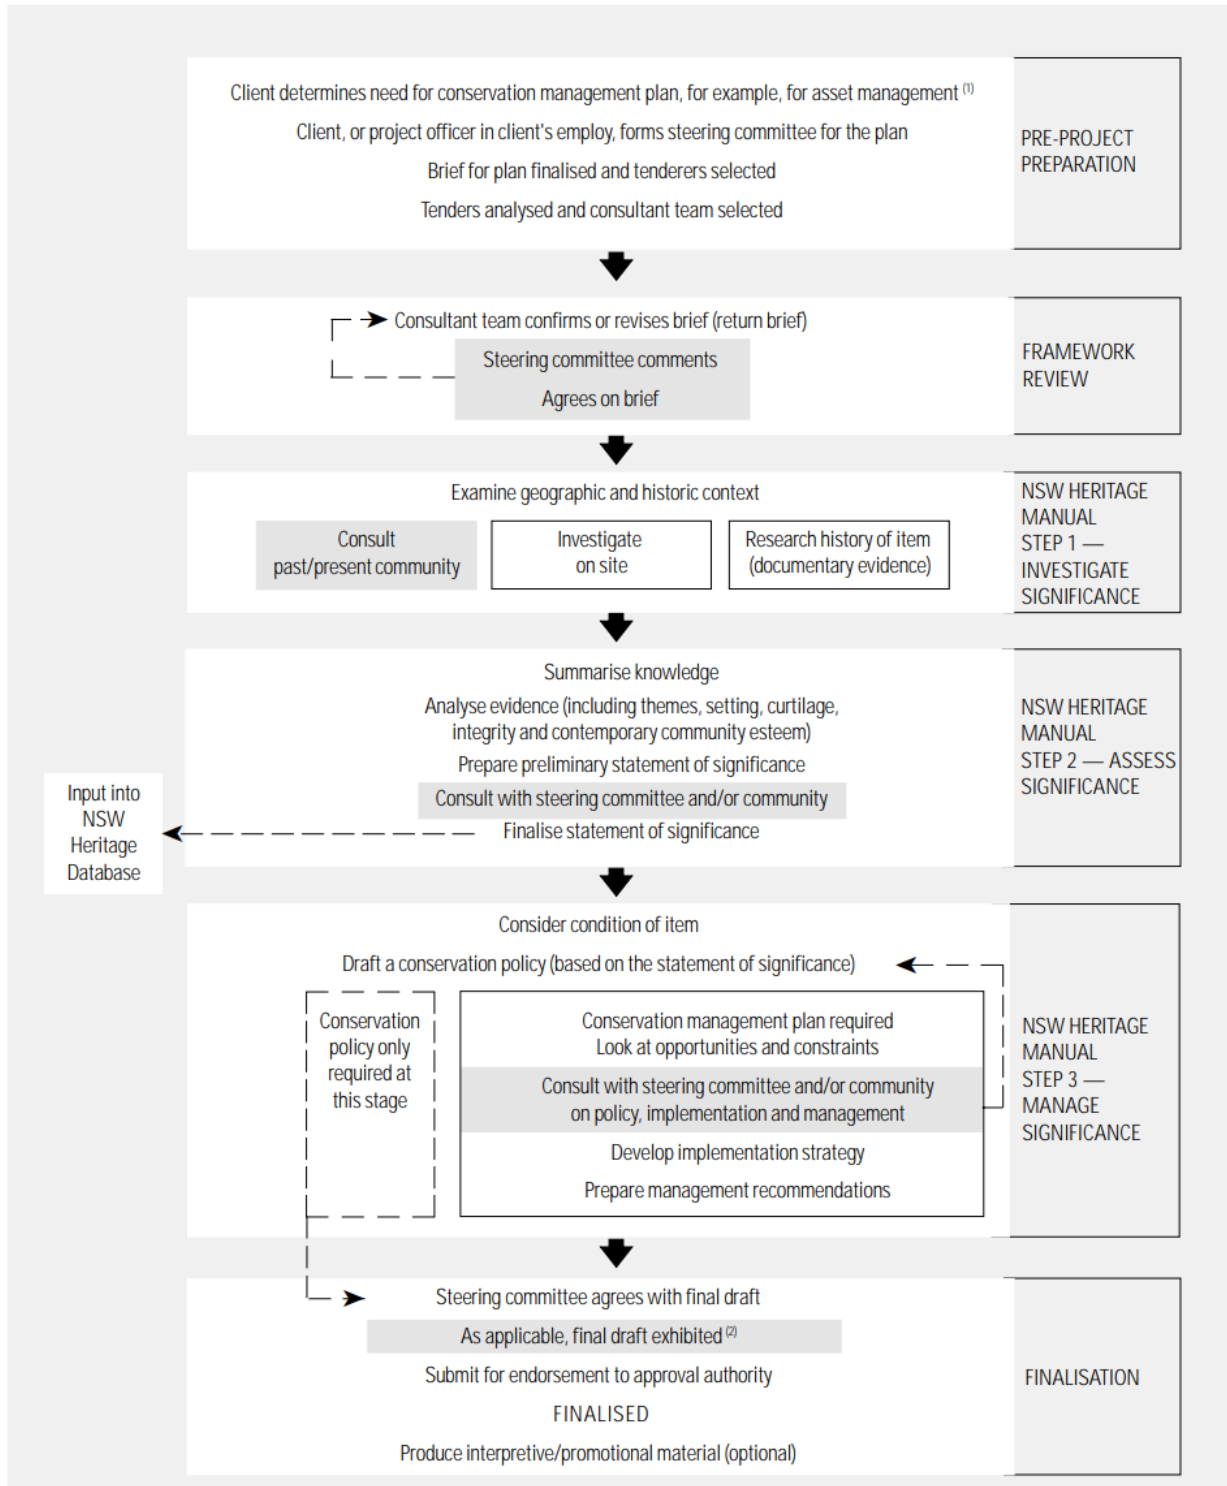 Client determines need for conservation management plan, for example, for asset management (1)
Client, or project officer in client's employ, forms steering committee for the plan
Brief for plan finalised and tenderers selected
Tenders analysed and consultant team selected
PRE-PROJECT
PREPARATION
Consultant team confirms or revises brief (return brief)
Steering committee comments
Agrees on brief
FRAMEWORK
REVIEW
Examine geographic and historic context
Consult
past/present community
Investigate
on site
Research history of item
(documentary evidence)
NSW HERITAGE
MANUAL
STEP 1 —
INVESTIGATE
SIGNIFICANCE
Summarise knowledge
Analyse evidence (including themes, setting, curtilage,
integrity and contemporary community esteem)
Prepare preliminary statement of significance
Consult with steering committee and/or community
Finalise statement of significance
NSW HERITAGE
MANUAL
STEP 2 — ASSESS
SIGNIFICANCE
Input into
NSW
Heritage
Database
Consider condition of item
Draft a conservation policy (based on the statement of significance)
Conservation
policy only
required at
this stage
Conservation management plan required
Look at opportunities and constraints
Consult with steering committee and/or community
on policy, implementation and management
Develop implementation strategy
Prepare management recommendations
NSW HERITAGE
MANUAL
STEP 3 —
MANAGE
SIGNIFICANCE
Steering committee agrees with final draft
As applicable, final draft exhibited (2)
Submit for endorsement to approval authority
FINALISED
Produce interpretive/promotional material (optional)
FINALISATION